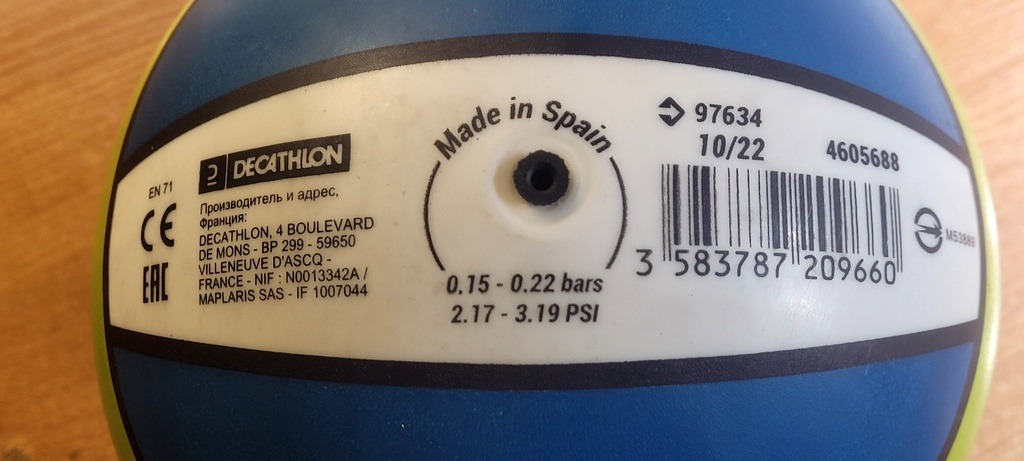 EN 71
CE
EAC
DECATHLON
Производитель и адрес,
Франция:
DECATHLON, 4 BOULEVARD
DE MONS - BP 299 - 59650
VILLENEUVE D'ASCQ -
FRANCE - NIF : N0013342A /
MAPLARIS SAS - IF 1007044
Made in Spain
0.15 - 0.22 bars
2.17 - 3.19 PSI
97634
10/22
4605688
3 583787 209660
M53889